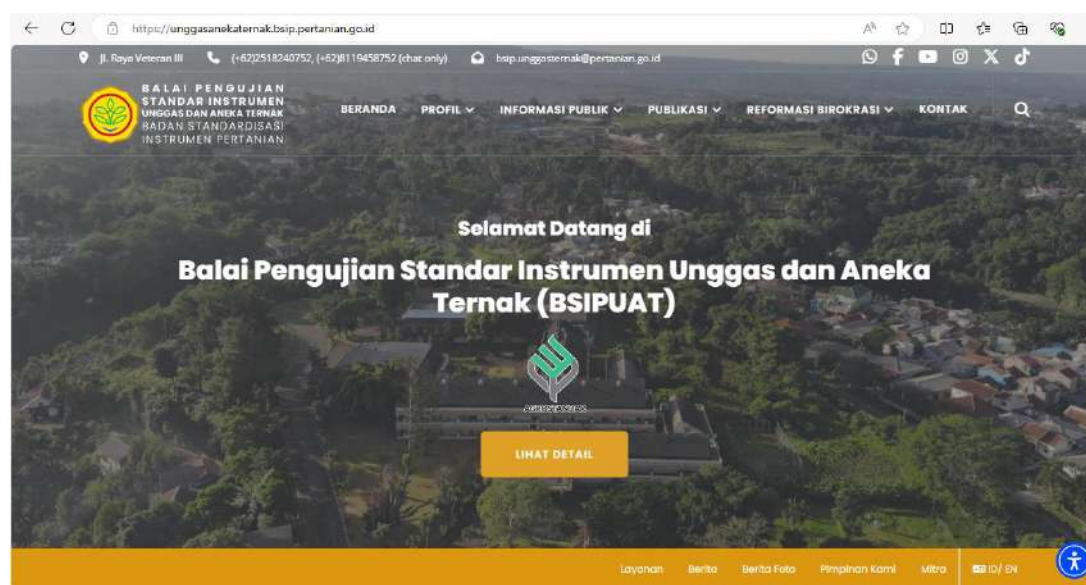 https://unggasanekaternak.bsip.pertanian.go.id
Jl. Raya Veteran III (+62)2518240752, (+62)8119458752 (chat only) bsip.unggasternak@pertanian.go.id
BALAI PENGUJIAN
STANDAR INSTRUMEN
UNGGAS DAN ANEKA TERNAK
BADAN STANDARDISASI
INSTRUMEN PERTANIAN
BERANDA PROFIL INFORMASI PUBLIK PUBLIKASI REFORMASI BIROKRASI KONTAK
Selamat Datang di
Balai Pengujian Standar Instrumen Unggas dan Aneka
Ternak (BSIPUAT)
AGROSTANDAR
LIHAT DETAIL
Layanan Berita Berita Foto Pimpinan Kami Mitra ID/ EN